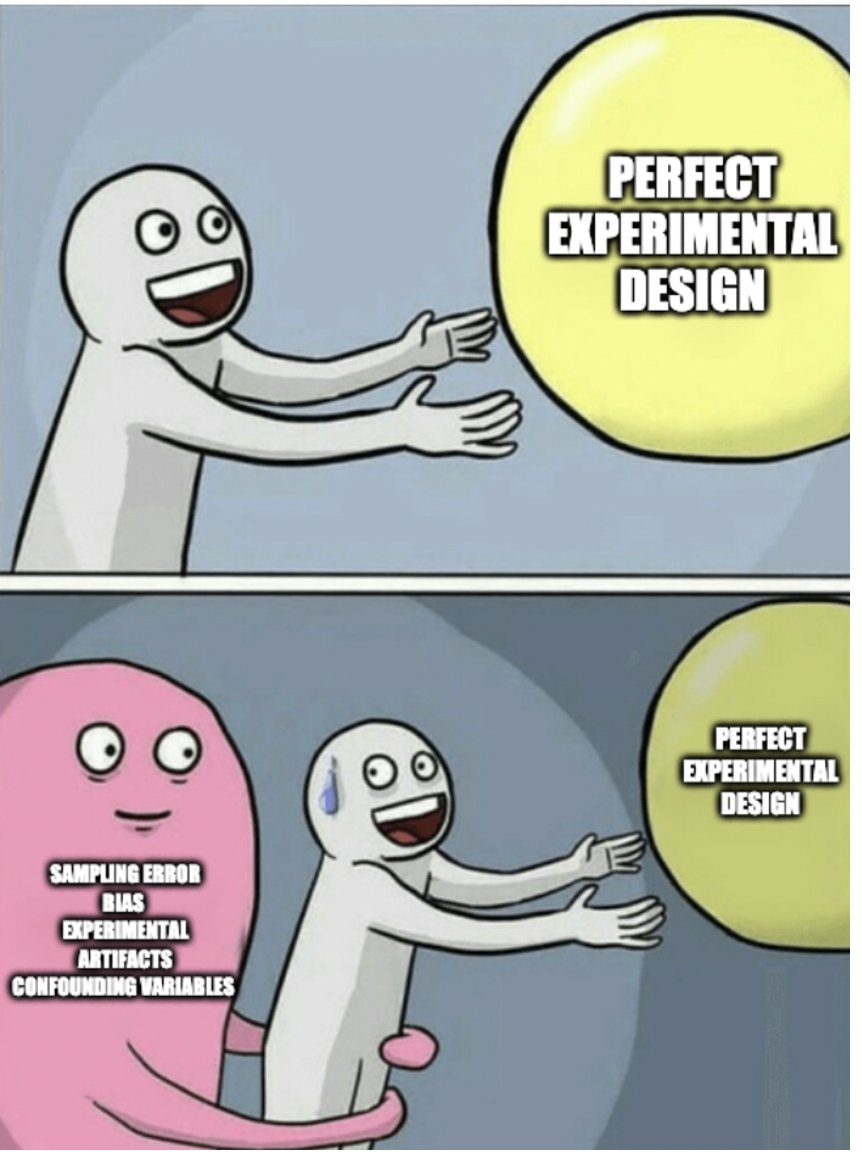 PERFECT
EXPERIMENTAL
DESIGN
PERFECT
EXPERIMENTAL
DESIGN
SAMPLING ERROR
BIAS
EXPERIMENTAL
ARTIFACTS
CONFOUNDING VARIABLES